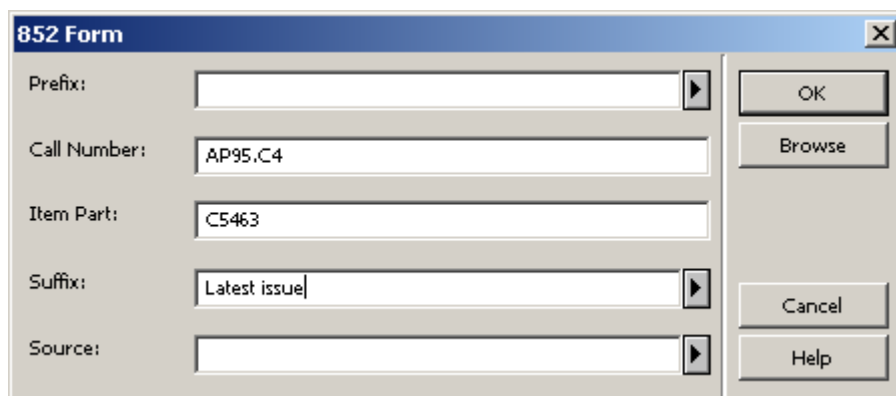 852 Form
Prefix:
OK
Call Number:
AP95.C4
Browse
Item Part:
C5463
Suffix:
Latest issue
Cancel
Source:
Help